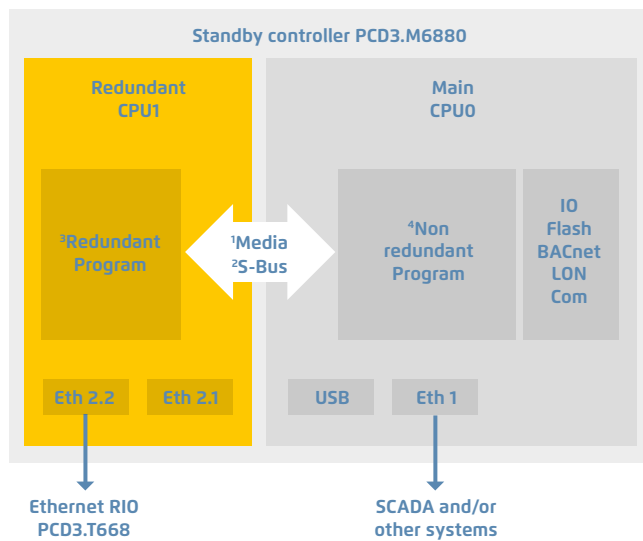 Standby controller PCD3.M6880
Redundant
CPU1
Main
CPU0
³Redundant
Program
¹Media
²S-Bus
⁴Non
redundant
Program
IO
Flash
BACnet
LON
Com
Eth 2.2
Eth 2.1
USB
Eth 1
Ethernet RIO
PCD3.T668
SCADA and/or
other systems